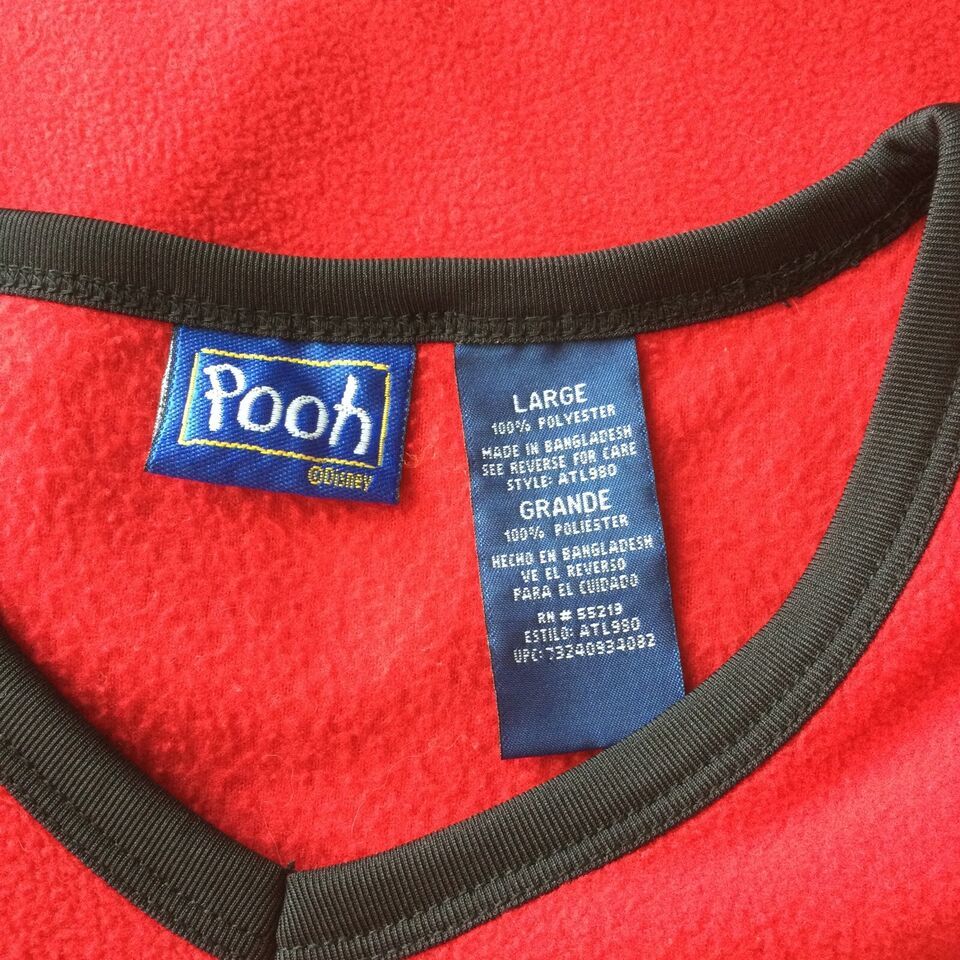 Pooh
©Disney
LARGE
100% POLYESTER
MADE IN BANGLADESH
SEE REVERSE FOR CARE
STYLE: ATL980
GRANDE
100% POLIÉSTER
HECHO EN BANGLADESH
VE EL REVERSO
PARA EL CUIDADO
RN # 55219
ESTILO: ATL980
UPC: 73240934082